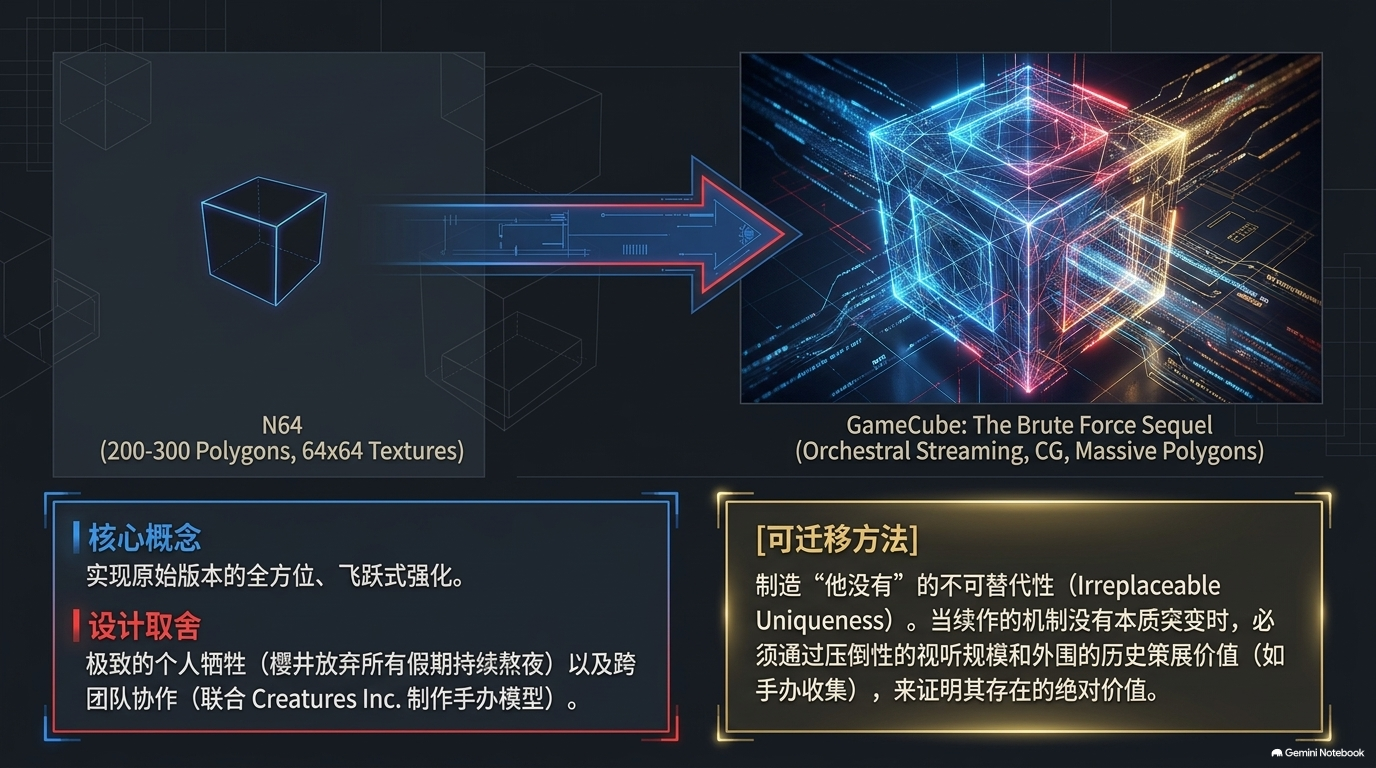 N64
(200-300 Polygons, 64x64 Textures)
GameCube: The Brute Force Sequel
(Orchestral Streaming, CG, Massive Polygons)
核心概念
实现原始版本的全方位、飞跃式强化。
设计取舍
极致的个人牺牲（樱井放弃所有假期持续熬夜）以及跨
团队协作（联合 Creatures Inc. 制作手办模型）。
[可迁移方法]
制造“他没有”的不可替代性（Irreplaceable
Uniqueness）。当续作的机制没有本质突变时，必
须通过压倒性的视听规模和外围的历史策展价值（如
手办收集），来证明其存在的绝对价值。
Gemini Notebook